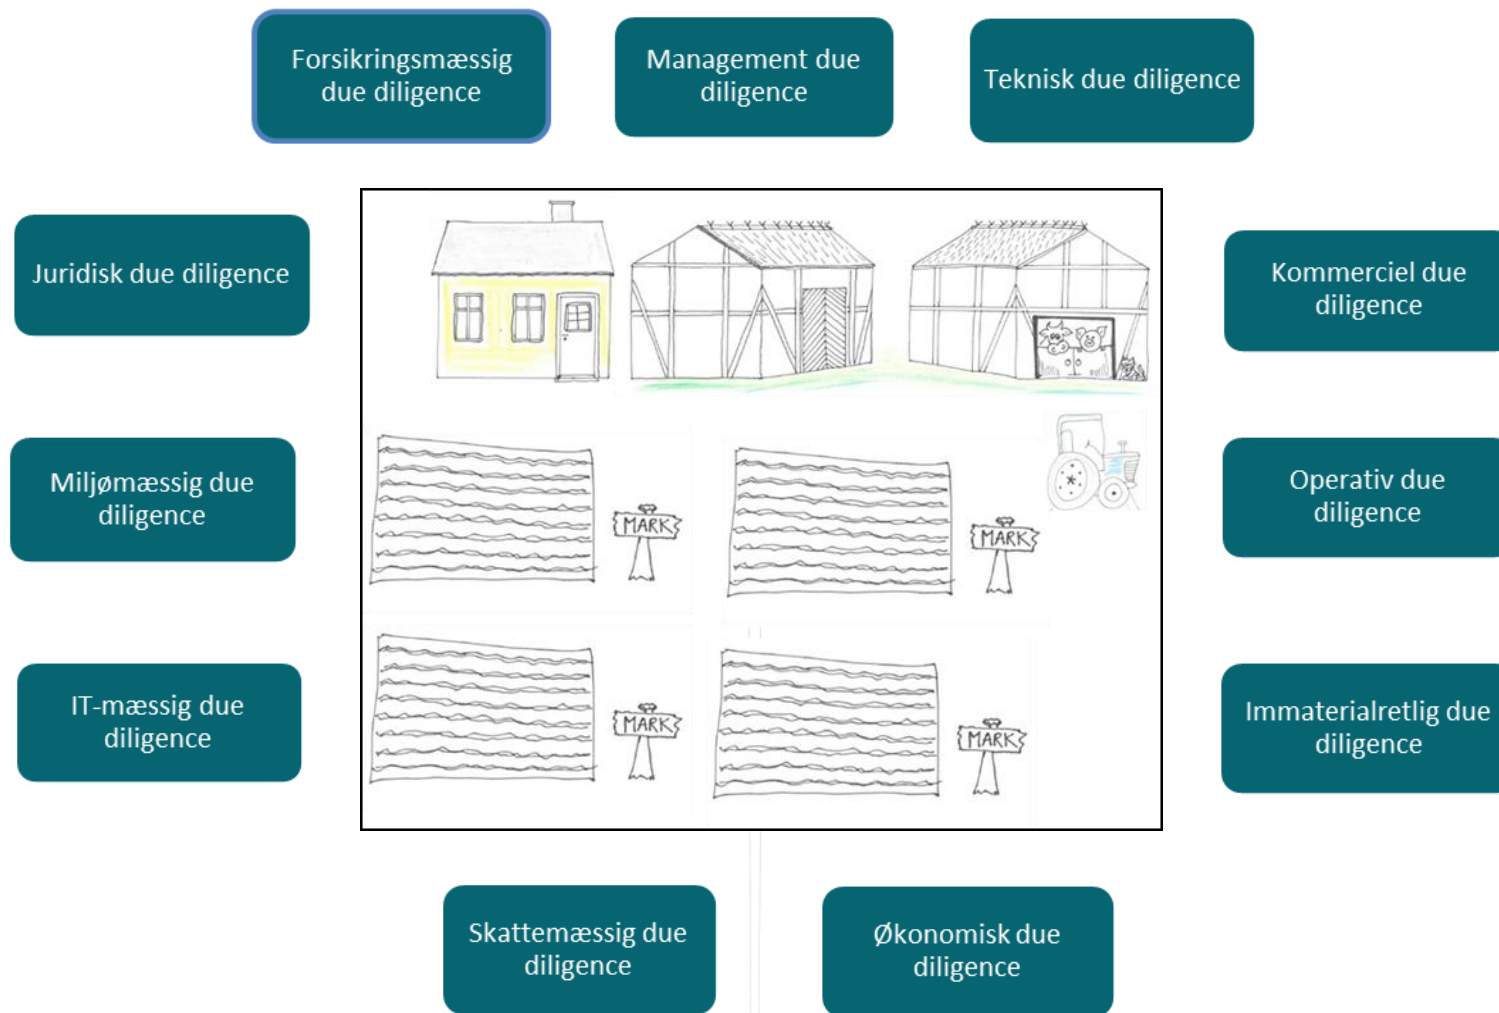 Forsikringsmæssig
due diligence
Management due
diligence
Teknisk due diligence
Juridisk due diligence
Kommerciel due
diligence
Miljømæssig due
diligence
Operativ due
diligence
MARK
MARK
IT-mæssig due
diligence
Immaterialretlig due
diligence
MARK
MARK
Skattemæssig due
diligence
Økonomisk due
diligence